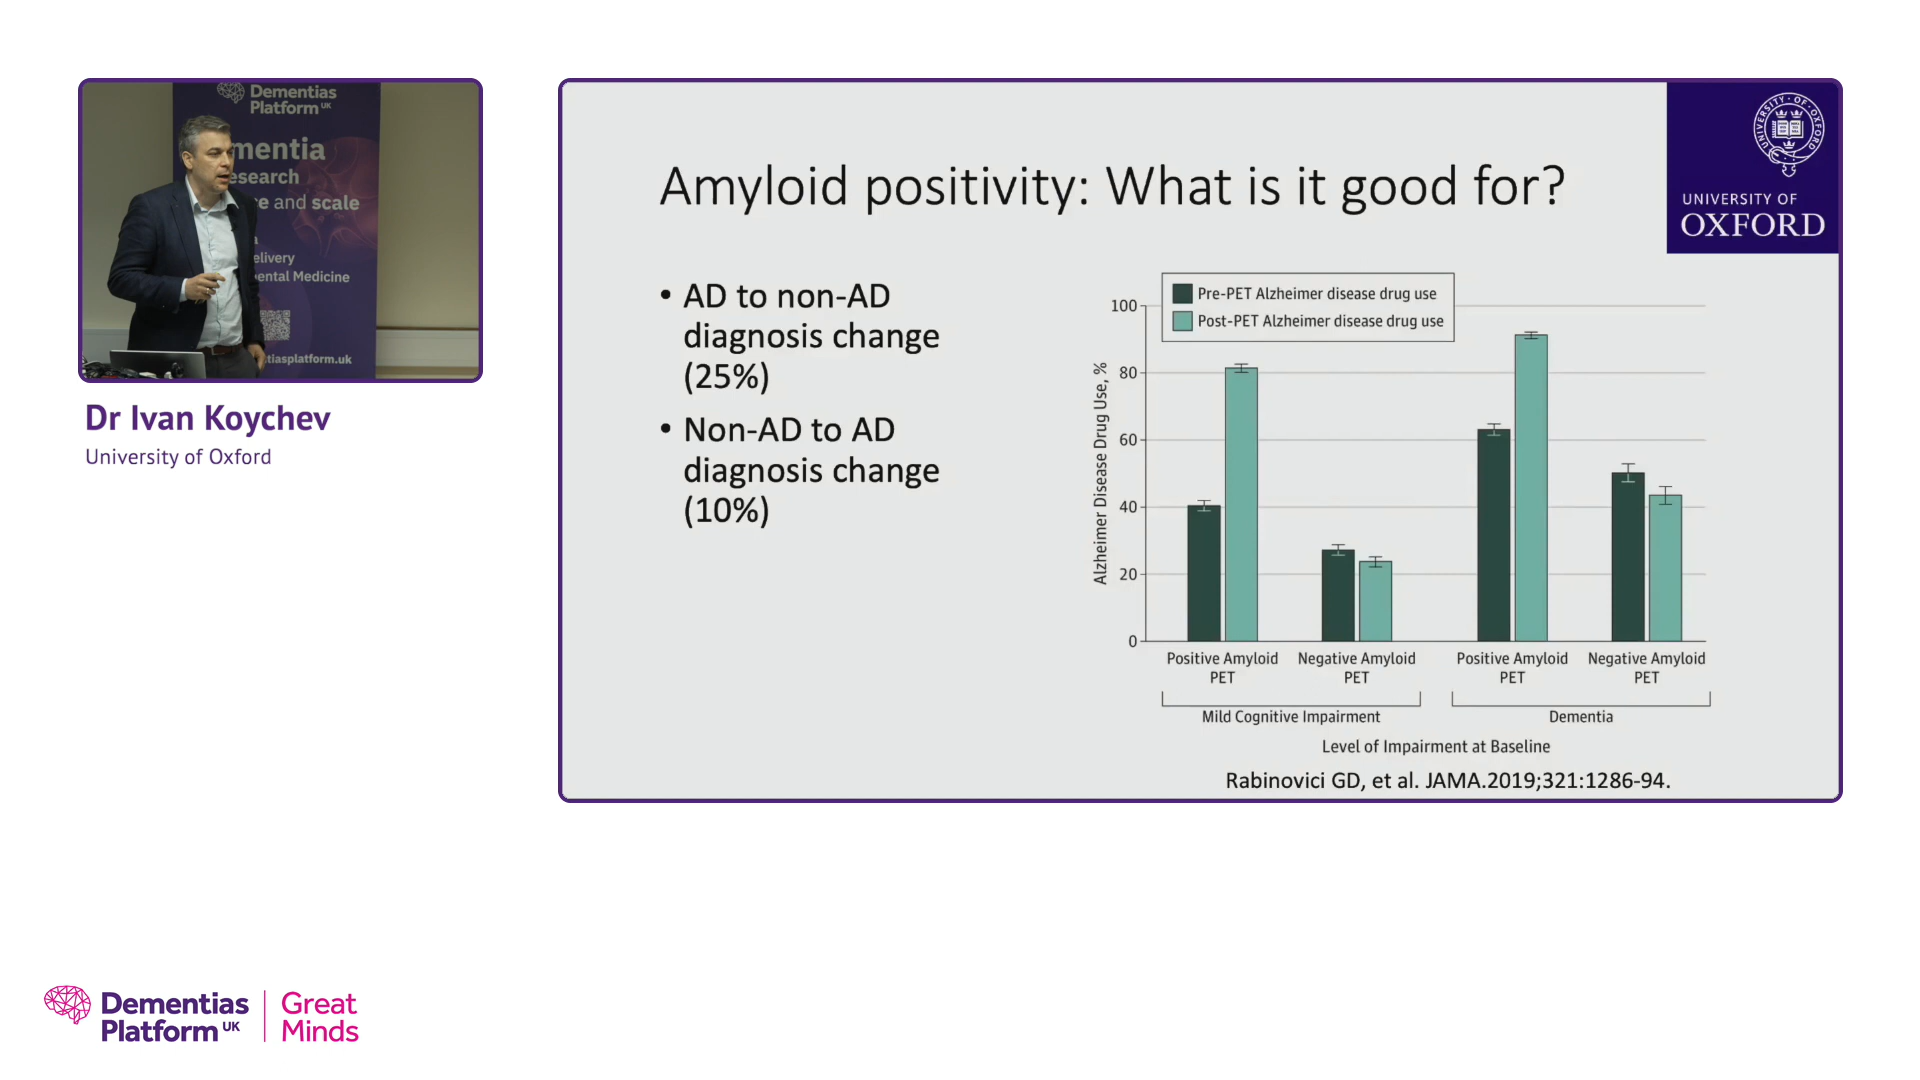 Dementias
Platform UK
mentia
esearch
e and scale
elivery
ental Medicine
tiasplatform.uk
Dr Ivan Koychev
University of Oxford
UNIVERSITY OF OXFORD
UNIVERSITY OF
OXFORD
Amyloid positivity: What is it good for?
• AD to non-AD
diagnosis change
(25%)
• Non-AD to AD
diagnosis change
(10%)
Pre-PET Alzheimer disease drug use
Post-PET Alzheimer disease drug use
Alzheimer Disease Drug Use, %
100
80
60
40
20
0
Positive Amyloid
PET
Negative Amyloid
PET
Positive Amyloid
PET
Negative Amyloid
PET
Mild Cognitive Impairment
Dementia
Level of Impairment at Baseline
Rabinovici GD, et al. JAMA.2019;321:1286-94.
Dementias
Platform UK
Great
Minds